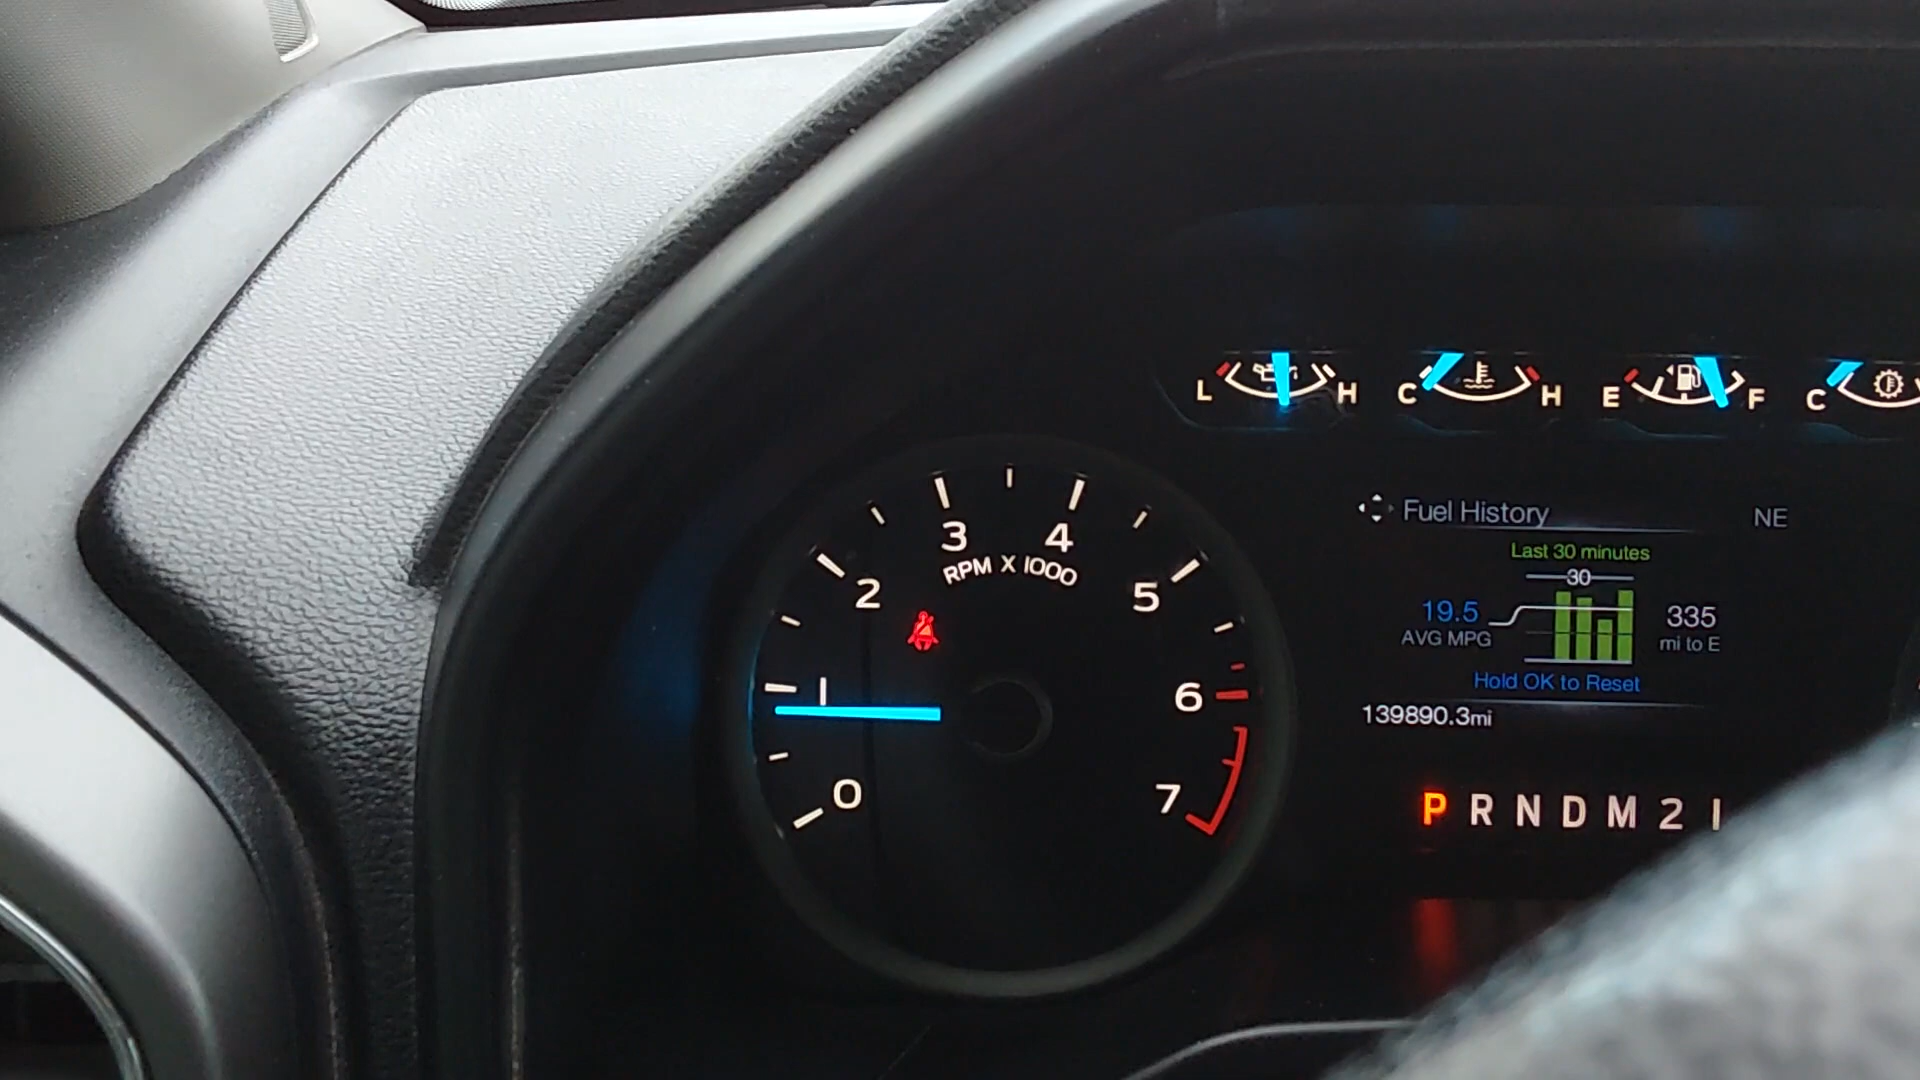 L H C H E F C
Fuel History NE
Last 30 minutes
30
19.5
AVG MPG
335
mi to E
Hold OK to Reset
139890.3mi
P R N D M 2 1
3 4
RPM X 1000
2 5
1 6
0 7